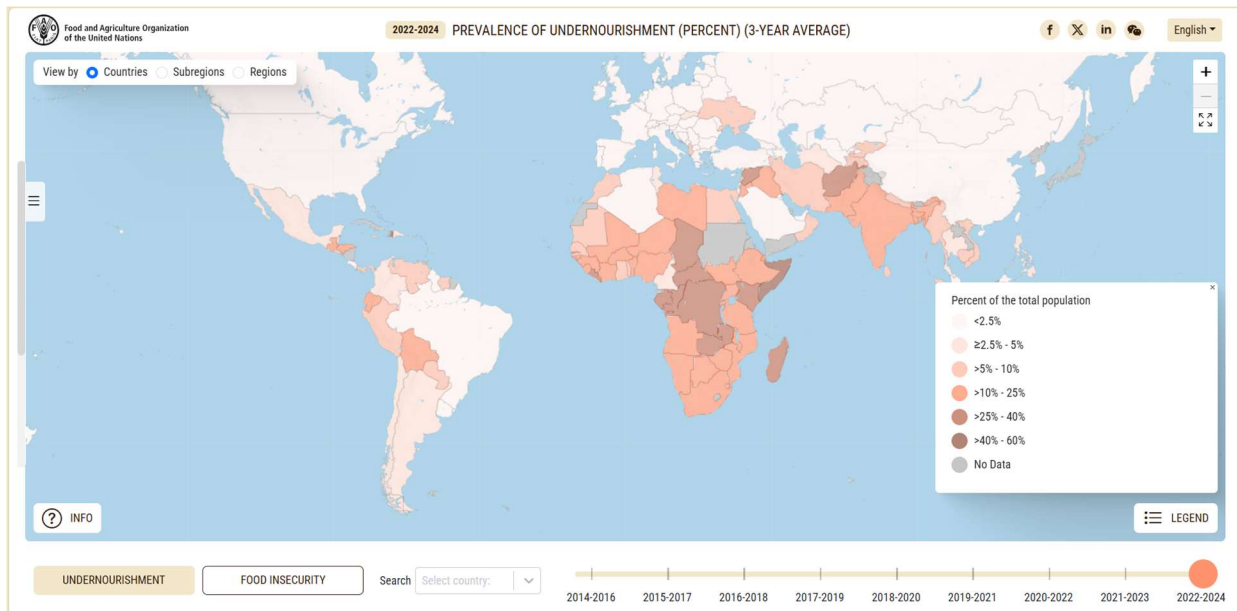 Food and Agriculture Organization
of the United Nations
2022-2024 PREVALENCE OF UNDERNOURISHMENT (PERCENT) (3-YEAR AVERAGE)
English
View by Countries Subregions Regions
Percent of the total population
<2.5%
≥2.5% - 5%
>5% - 10%
>10% - 25%
>25% - 40%
>40% - 60%
No Data
? INFO
LEGEND
UNDERNOURISHMENT
FOOD INSECURITY
Search Select country:
2014-2016 2015-2017 2016-2018 2017-2019 2018-2020 2019-2021 2020-2022 2021-2023 2022-2024